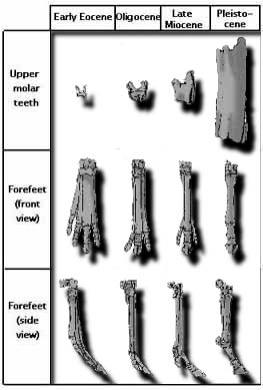 Early Eocene
Oligocene
Late
Miocene
Pleisto-
cene
Upper
molar
teeth
Forefeet
(front
view)
Forefeet
(side
view)